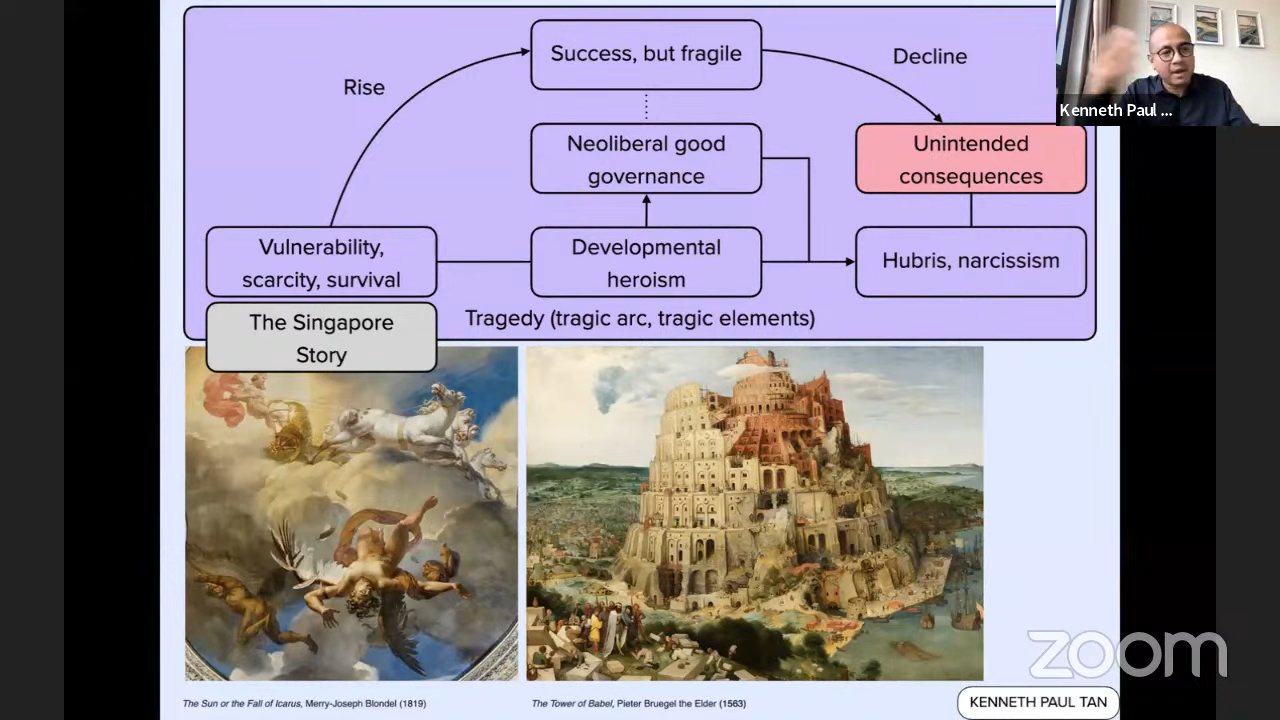 Success, but fragile
Rise
Decline
Kenneth Paul ...
Neoliberal good
governance
Unintended
consequences
Vulnerability,
scarcity, survival
Developmental
heroism
Hubris, narcissism
The Singapore
Story
Tragedy (tragic arc, tragic elements)
zoom
The Sun or the Fall of Icarus, Merry-Joseph Blondel (1819)
The Tower of Babel, Pieter Bruegel the Elder (1563)
KENNETH PAUL TAN